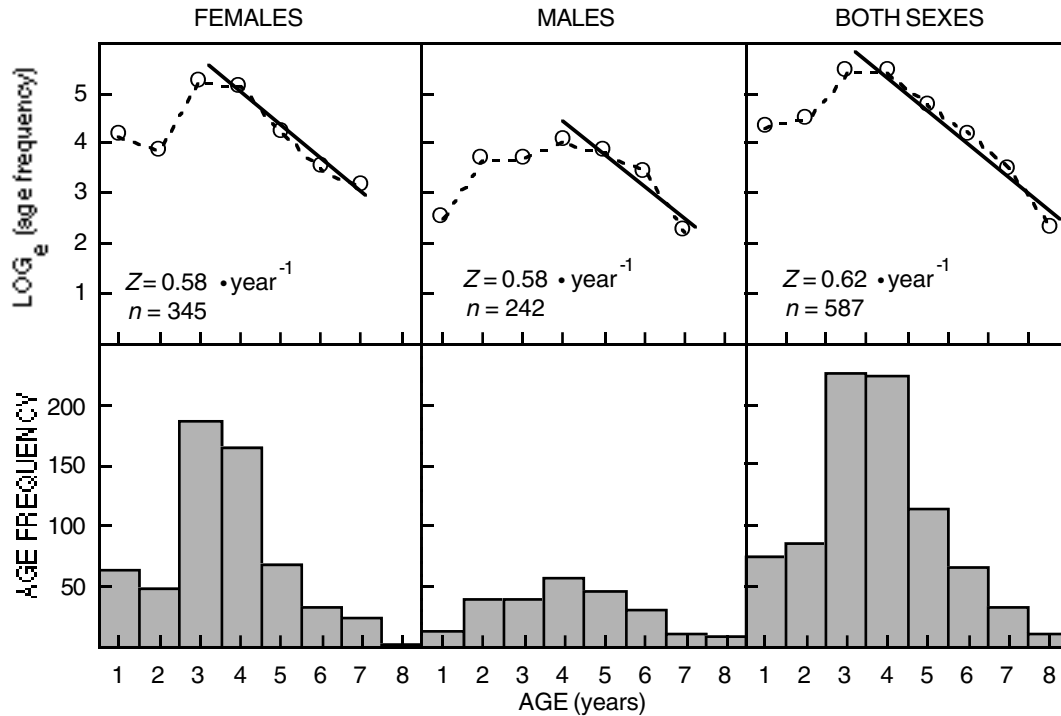 FEMALES
MALES
BOTH SEXES
LOGe (age frequency)
5
4
3
2
1
Z = 0.58 • year-1
n = 345
Z = 0.58 • year-1
n = 242
Z = 0.62 • year-1
n = 587
AGE FREQUENCY
200
150
100
50
1 2 3 4 5 6 7 8
1 2 3 4 5 6 7 8
1 2 3 4 5 6 7 8
AGE (years)